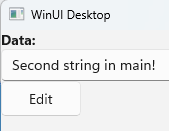 WinUI Desktop
Data:
Second string in main!
Edit